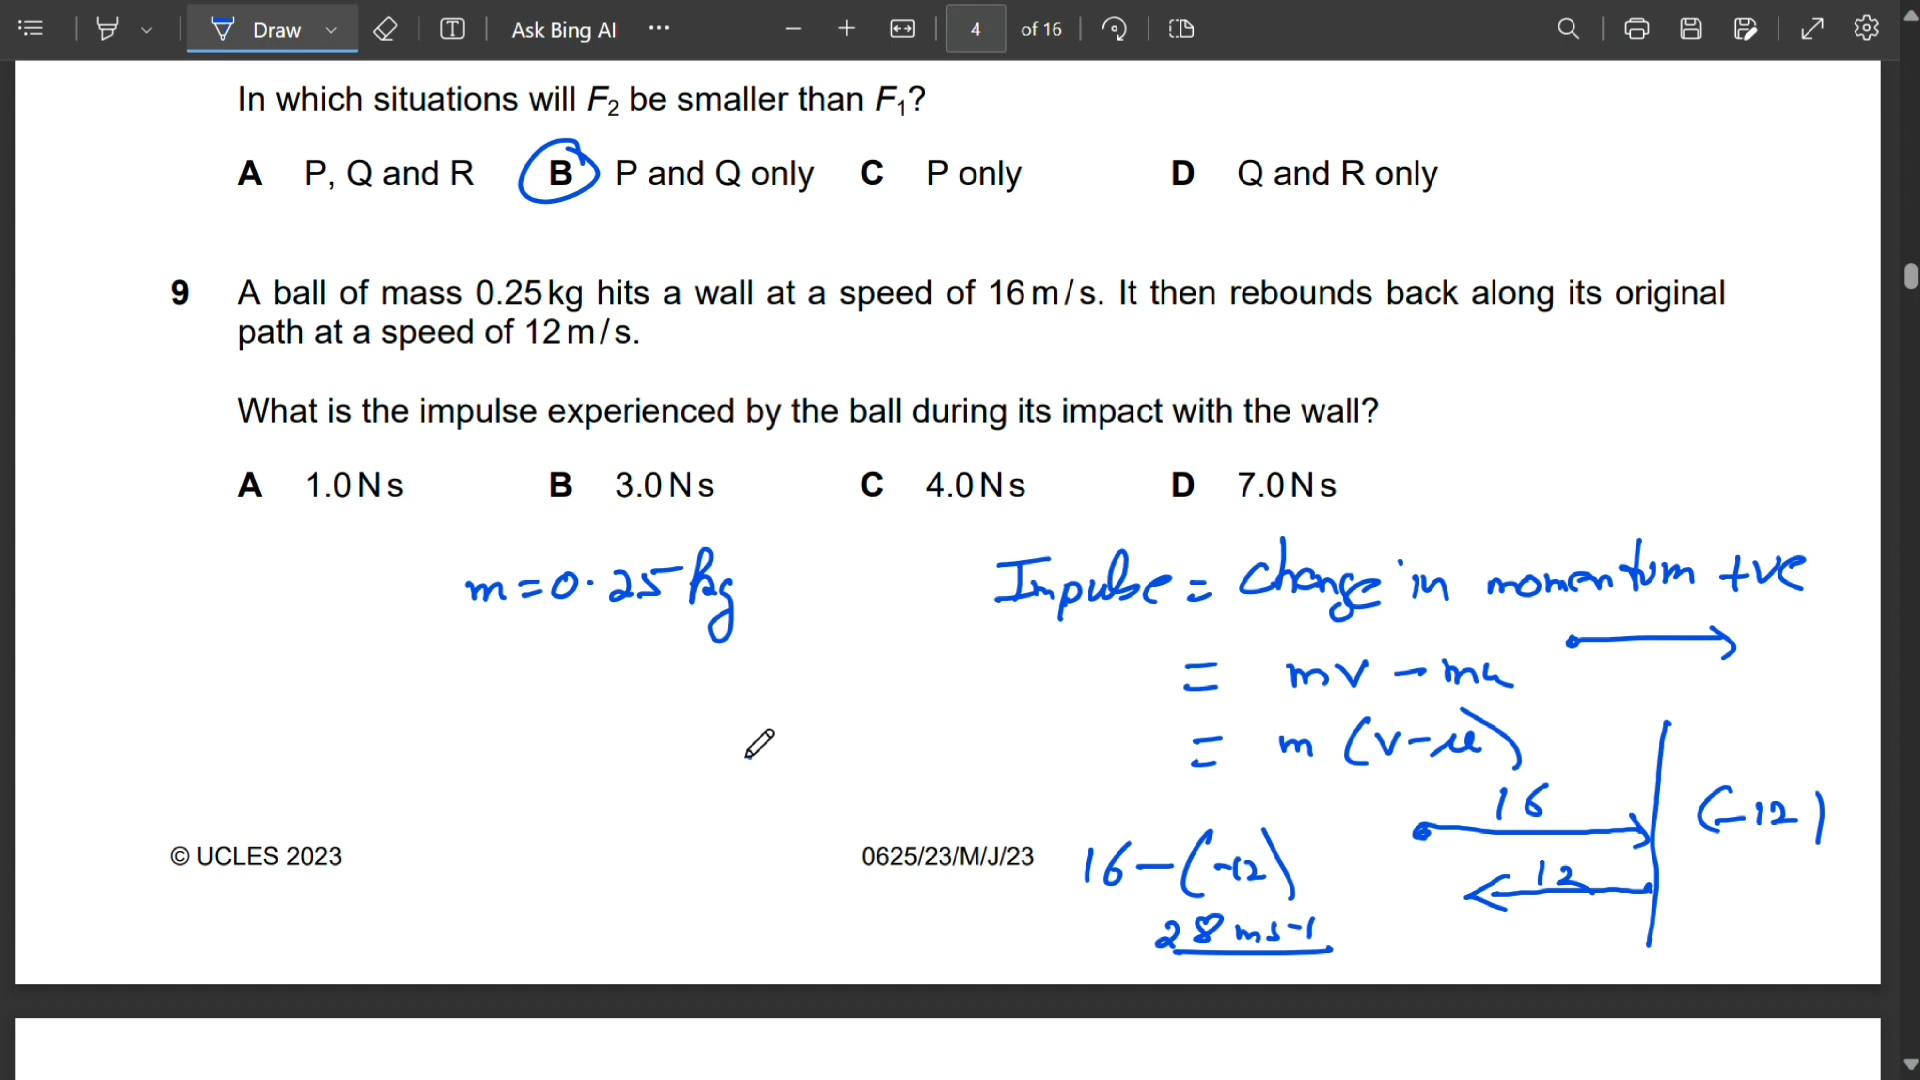 Draw
Ask Bing AI
4 of 16
In which situations will F₂ be smaller than F₁?
A P, Q and R B P and Q only C P only D Q and R only
9 A ball of mass 0.25 kg hits a wall at a speed of 16 m/s. It then rebounds back along its original
path at a speed of 12 m/s.
What is the impulse experienced by the ball during its impact with the wall?
A 1.0 N s B 3.0 N s C 4.0 N s D 7.0 N s
m = 0.25 kg
Impulse = change in momentum +ve
= mv - mu
= m (v-u)
16
(-12)
12
16-(-12)
28 ms-1
© UCLES 2023 0625/23/M/J/23